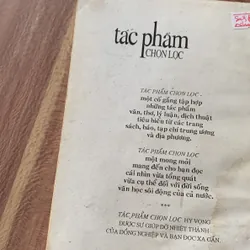 tác phẩm
CHỌN LỌC
TÁC PHẨM CHỌN LỌC -
một cố gắng tập hợp
những tác phẩm
văn, thơ, lý luận, dịch thuật
tiêu biểu từ các trang
sách, báo, tạp chí trung ương
và địa phương.
TÁC PHẨM CHỌN LỌC
một mong mỏi
mang đến cho bạn đọc
cái nhìn vừa tổng quát
vừa cụ thể đối với đời sống
văn học sôi động của cả nước.
***
TÁC PHẨM CHỌN LỌC HY VỌNG
ĐƯỢC SỰ GIÚP ĐỠ NHIỆT THÀNH
CỦA ĐỒNG NGHIỆP VÀ BẠN ĐỌC XA GẦN.